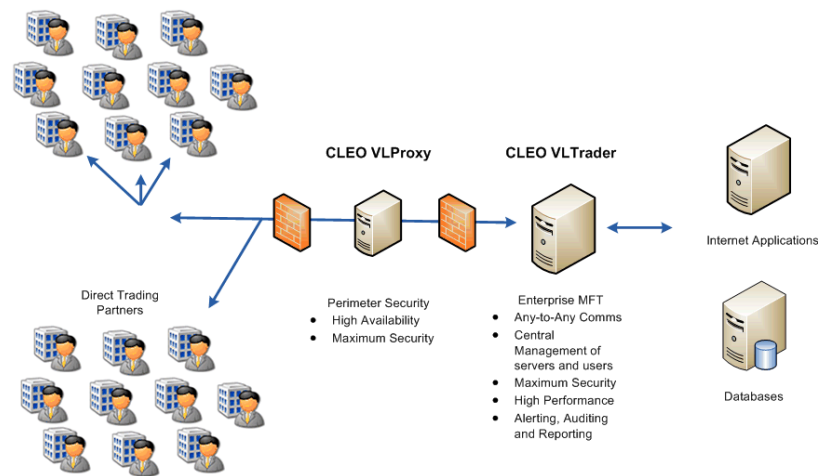 CLEO VLProxy
CLEO VLTrader
Internet Applications
Direct Trading
Partners
Perimeter Security
• High Availability
• Maximum Security
Enterprise MFT
• Any-to-Any Comms
• Central
Management of
servers and users
• Maximum Security
• High Performance
• Alerting, Auditing
and Reporting
Databases